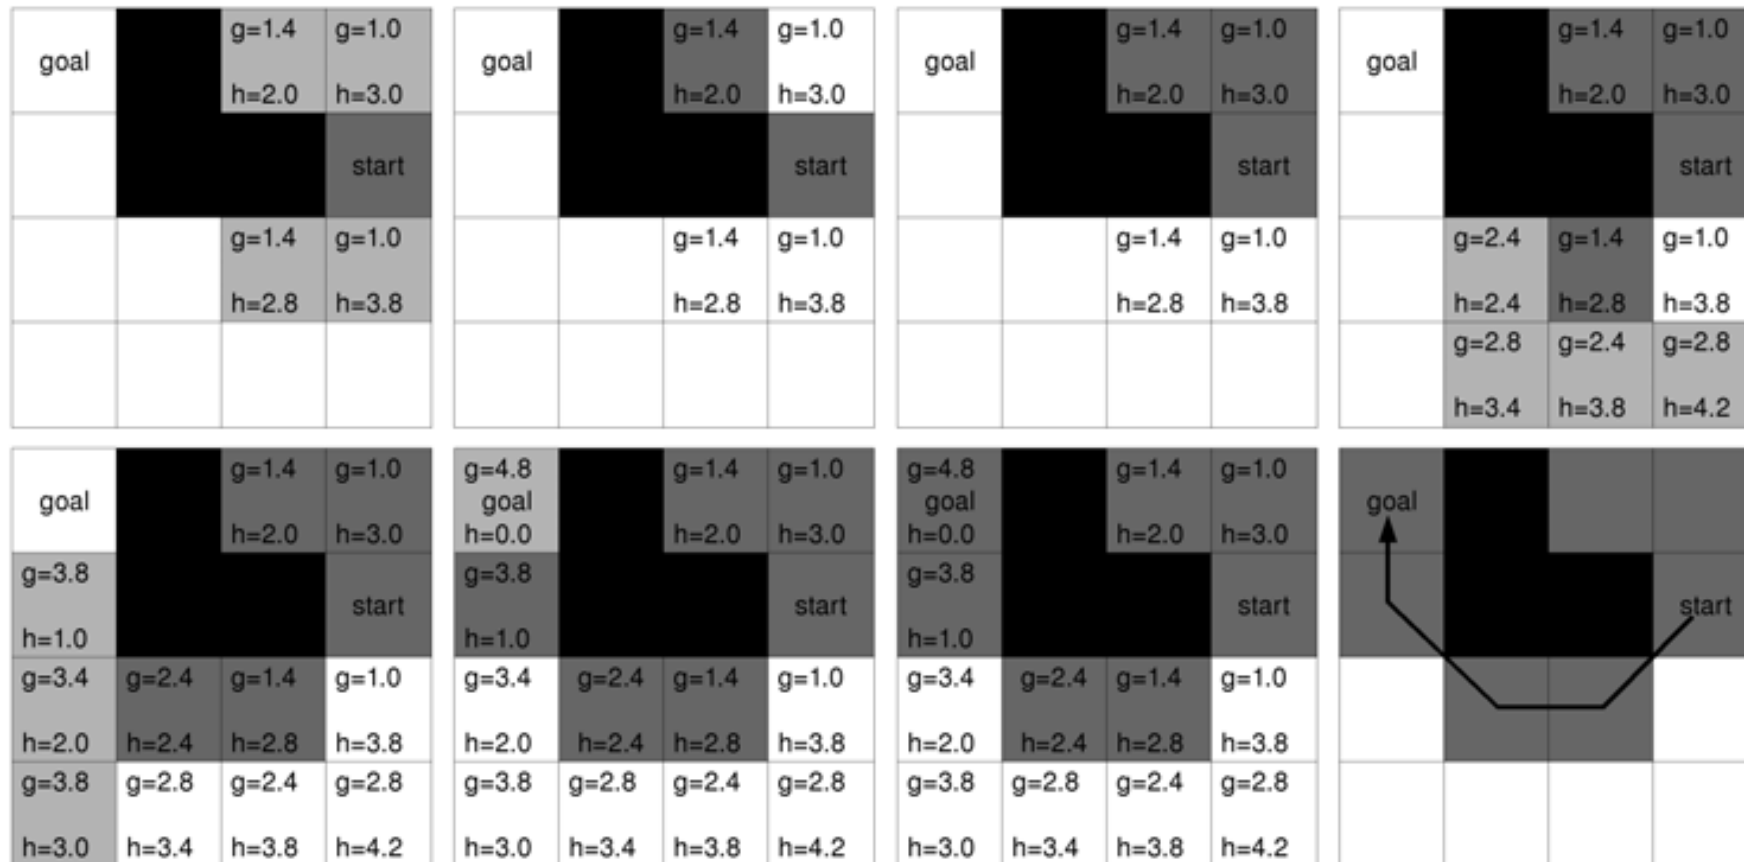 g=1.4 g=1.0
goal
h=2.0 h=3.0
start
g=1.4 g=1.0
h=2.8 h=3.8
g=1.4 g=1.0
goal
h=2.0 h=3.0
start
g=1.4 g=1.0
h=2.8 h=3.8
g=1.4 g=1.0
goal
h=2.0 h=3.0
start
g=1.4 g=1.0
h=2.8 h=3.8
g=1.4 g=1.0
goal
h=2.0 h=3.0
start
g=2.4 g=1.4 g=1.0
h=2.4 h=2.8 h=3.8
g=2.8 g=2.4 g=2.8
h=3.4 h=3.8 h=4.2
g=1.4 g=1.0
goal
h=2.0 h=3.0
g=3.8
start
h=1.0
g=3.4 g=2.4 g=1.4 g=1.0
h=2.0 h=2.4 h=2.8 h=3.8
g=3.8 g=2.8 g=2.4 g=2.8
h=3.0 h=3.4 h=3.8 h=4.2
g=4.8 g=1.4 g=1.0
goal
h=0.0 h=2.0 h=3.0
g=3.8
start
h=1.0
g=3.4 g=2.4 g=1.4 g=1.0
h=2.0 h=2.4 h=2.8 h=3.8
g=3.8 g=2.8 g=2.4 g=2.8
h=3.0 h=3.4 h=3.8 h=4.2
g=4.8 g=1.4 g=1.0
goal
h=0.0 h=2.0 h=3.0
g=3.8
start
h=1.0
g=3.4 g=2.4 g=1.4 g=1.0
h=2.0 h=2.4 h=2.8 h=3.8
g=3.8 g=2.8 g=2.4 g=2.8
h=3.0 h=3.4 h=3.8 h=4.2
goal
start